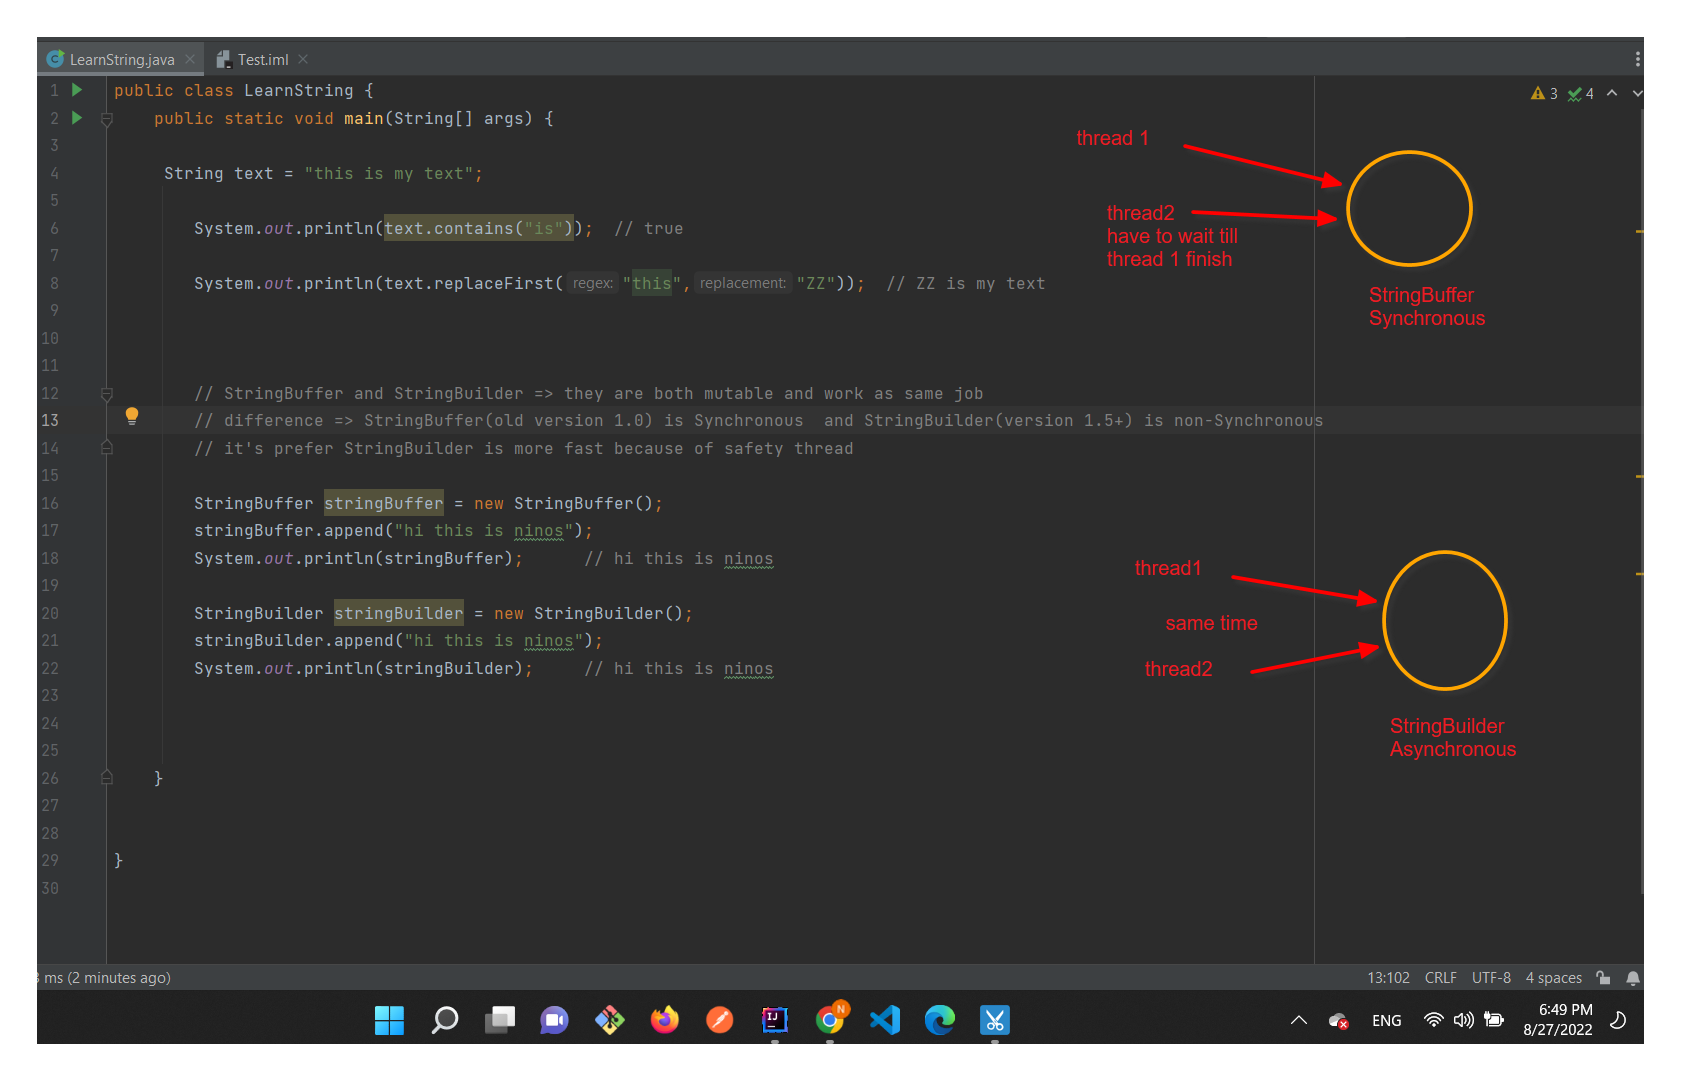 LearnString.java
Test.iml
1 public class LearnString {
3 4
2 public static void main(String[] args) {
3
4 String text = "this is my text";
5
6 System.out.println(text.contains("is")); // true
7
8 System.out.println(text.replaceFirst( regex: "this", replacement: "ZZ")); // ZZ is my text
9
10
11
12 // StringBuffer and StringBuilder => they are both mutable and work as same job
13 // difference => StringBuffer(old version 1.0) is Synchronous  and StringBuilder(version 1.5+) is non-Synchronous
14 // it's prefer StringBuilder is more fast because of safety thread
15
16 StringBuffer stringBuffer = new StringBuffer();
17 stringBuffer.append("hi this is ninos");
18 System.out.println(stringBuffer); // hi this is ninos
19
20 StringBuilder stringBuilder = new StringBuilder();
21 stringBuilder.append("hi this is ninos");
22 System.out.println(stringBuilder); // hi this is ninos
23
24
25
26 }
27
28
29 }
30
thread 1
thread2
have to wait till
thread 1 finish
StringBuffer
Synchronous
thread1
same time
thread2
StringBuilder
Asynchronous
ms (2 minutes ago)
13:102 CRLF UTF-8 4 spaces
IJ
N
ENG
6:49 PM
8/27/2022